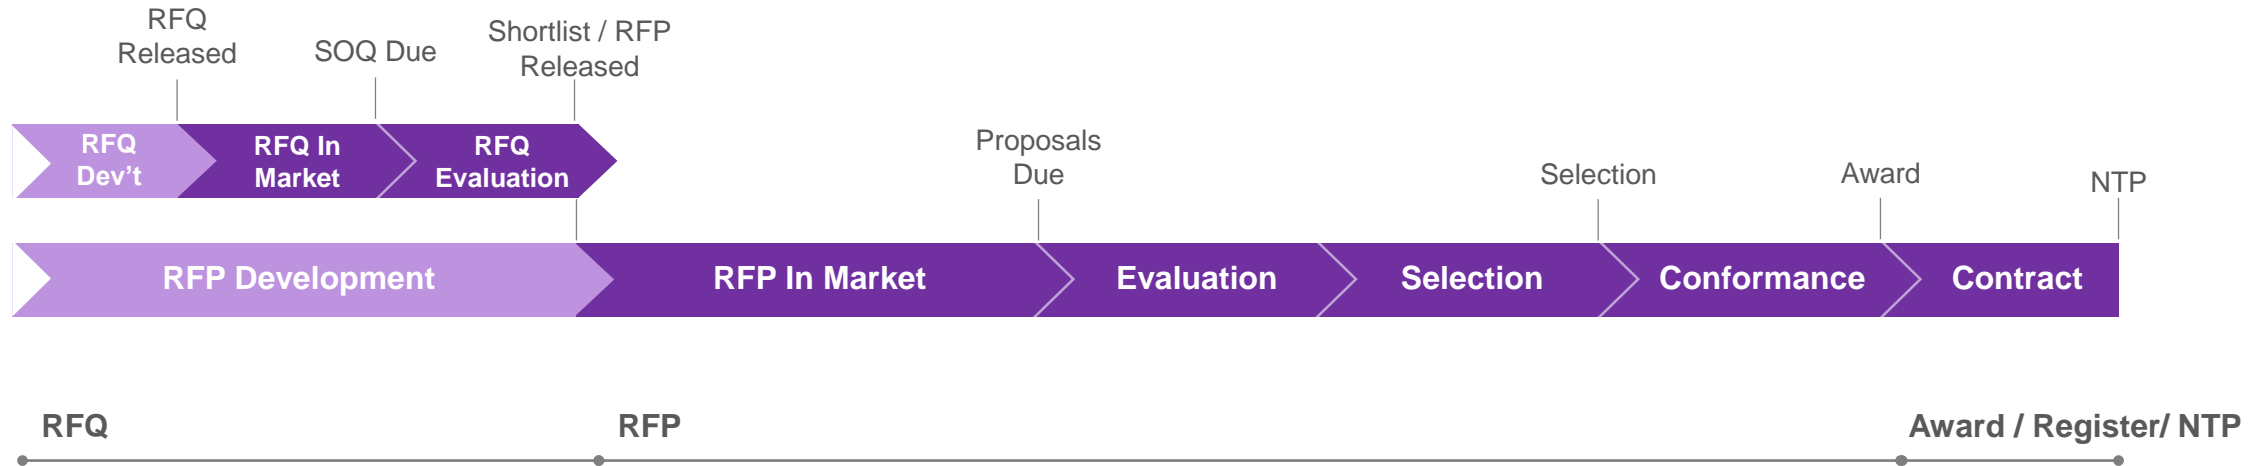 RFQ
Released
SOQ Due
Shortlist / RFP
Released
RFQ
Dev’t
RFQ In
Market
RFQ
Evaluation
Proposals
Due
Selection
Award
NTP
RFP Development
RFP In Market
Evaluation
Selection
Conformance
Contract
RFQ
RFP
Award / Register/ NTP